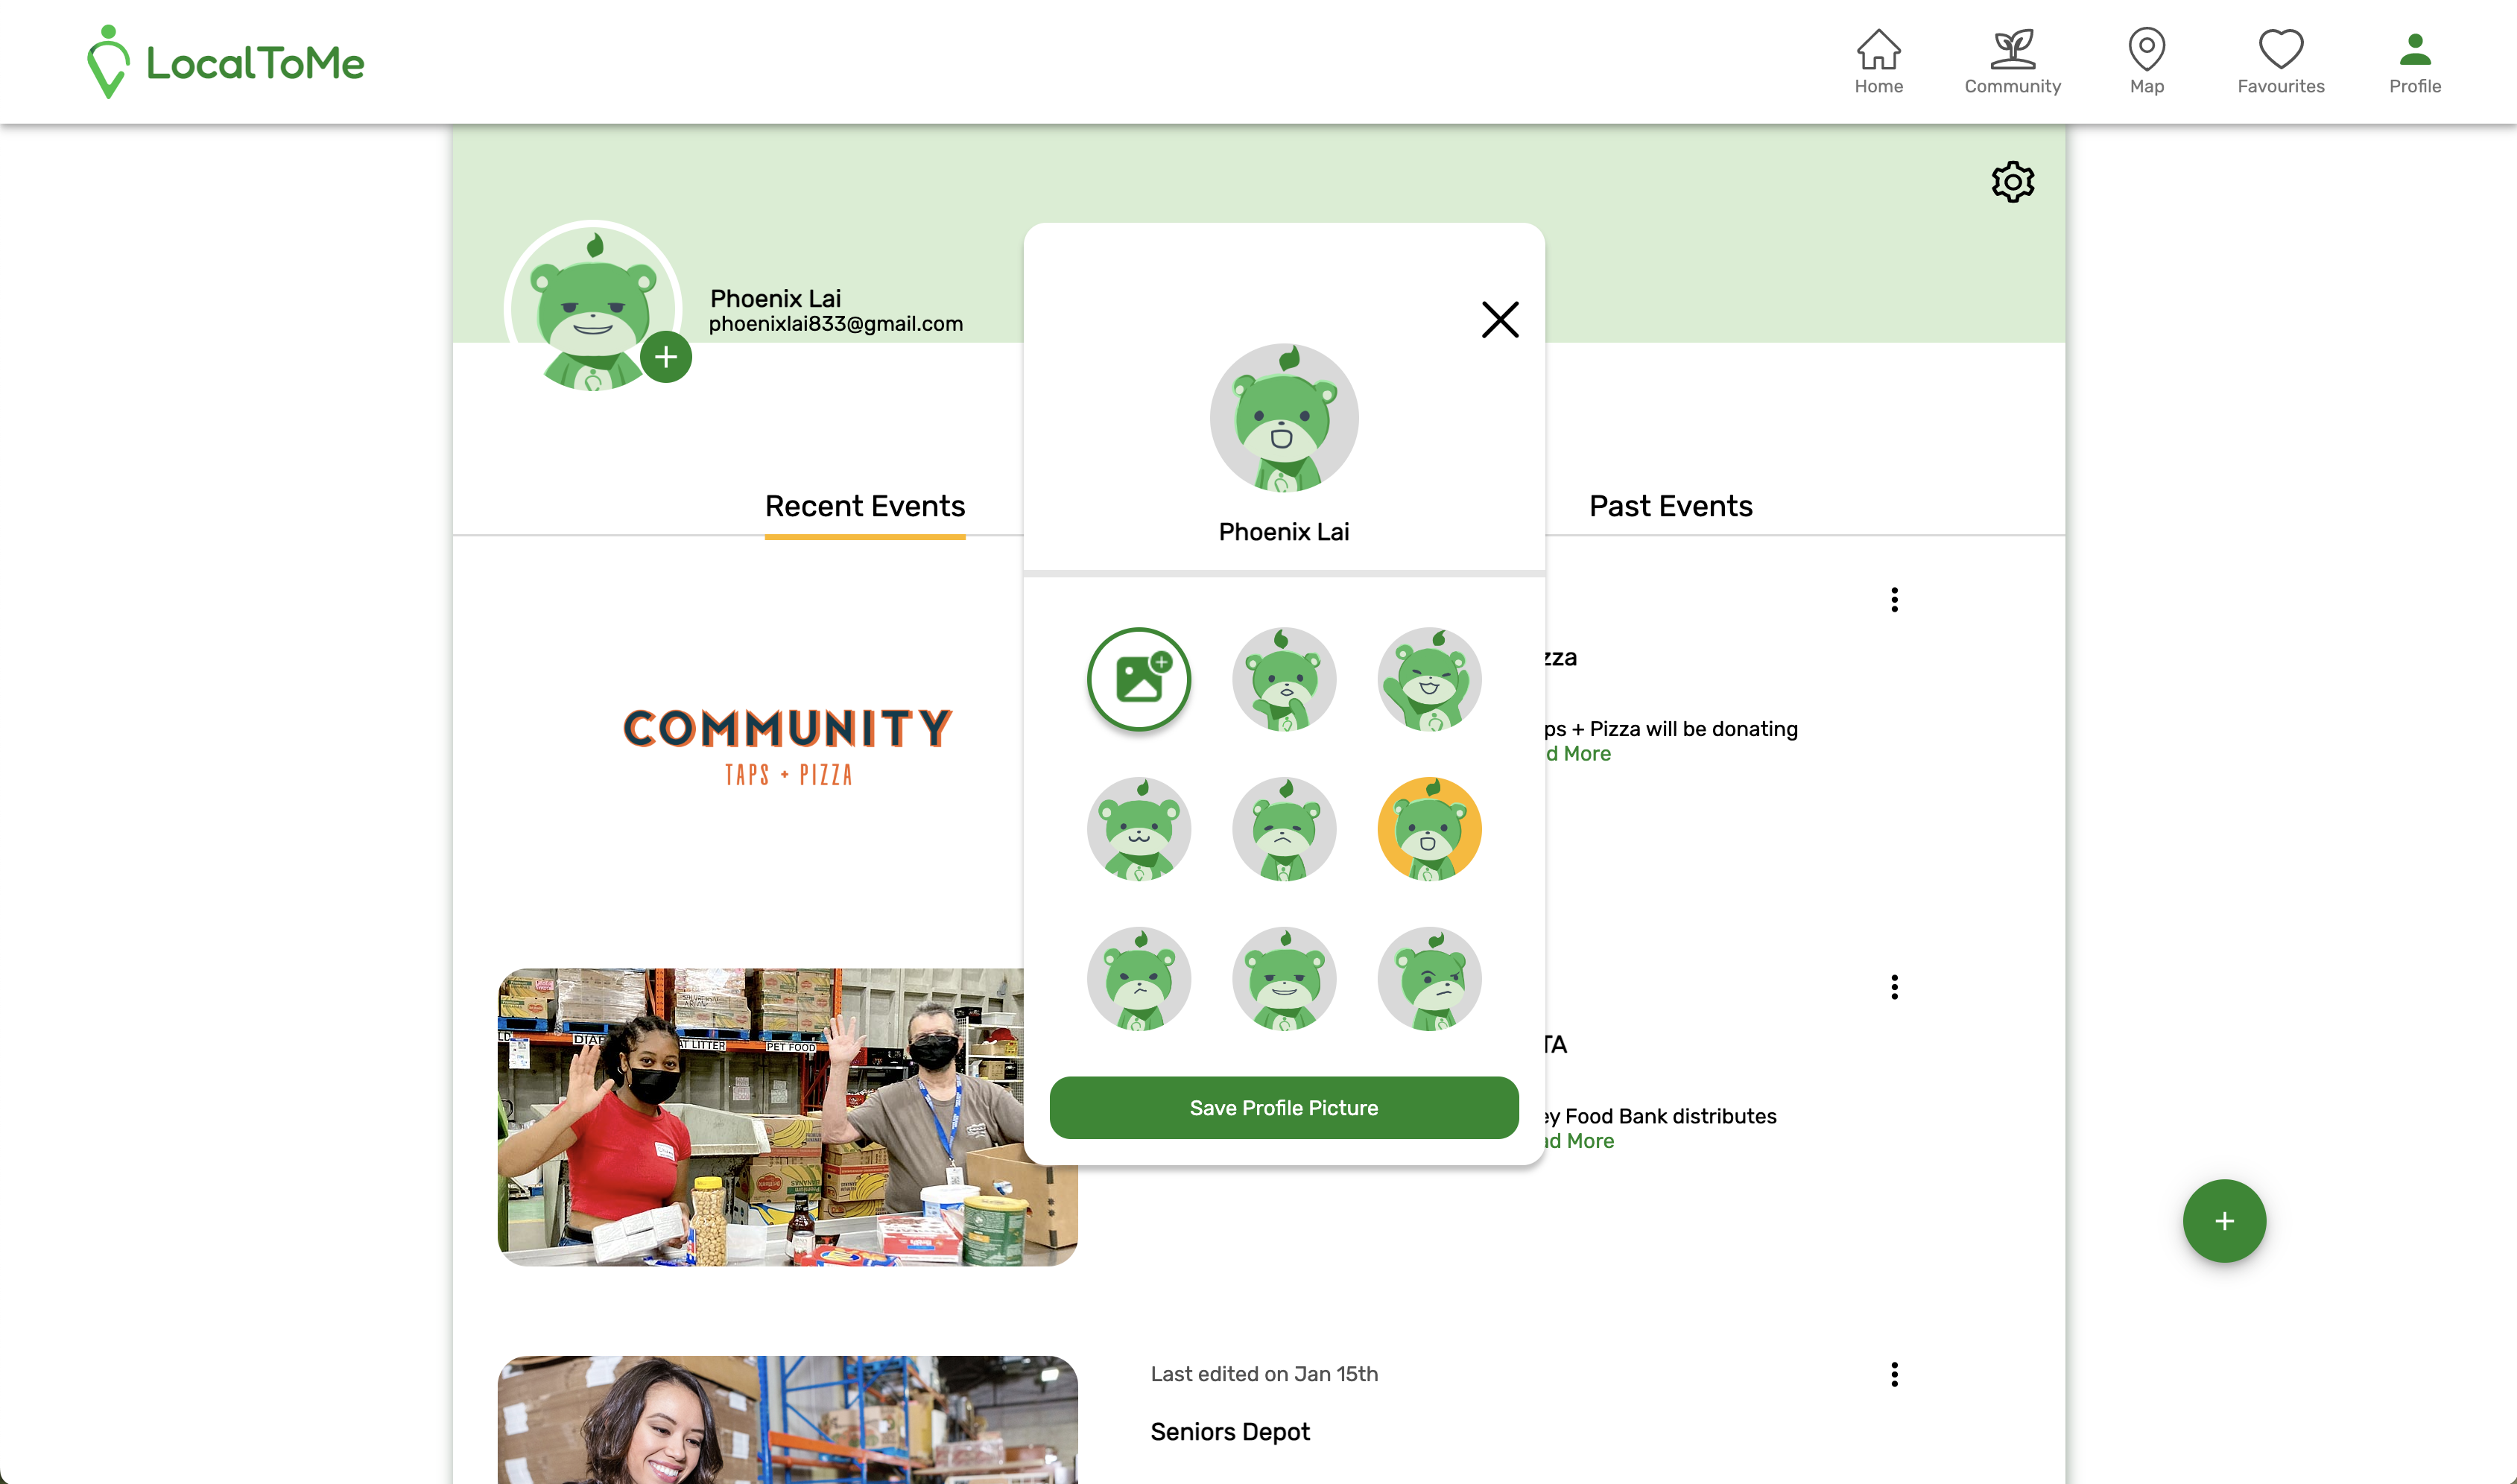 LocalToMe
Home
Community
Map
Favourites
Profile
Phoenix Lai
phoenixlai833@gmail.com
Phoenix Lai
Recent Events
Past Events
zza
COMMUNITY
TAPS + PIZZA
ps + Pizza will be donating
d More
PET FOOD
LITTER
TA
ey Food Bank distributes
ad More
Save Profile Picture
Last edited on Jan 15th
Seniors Depot